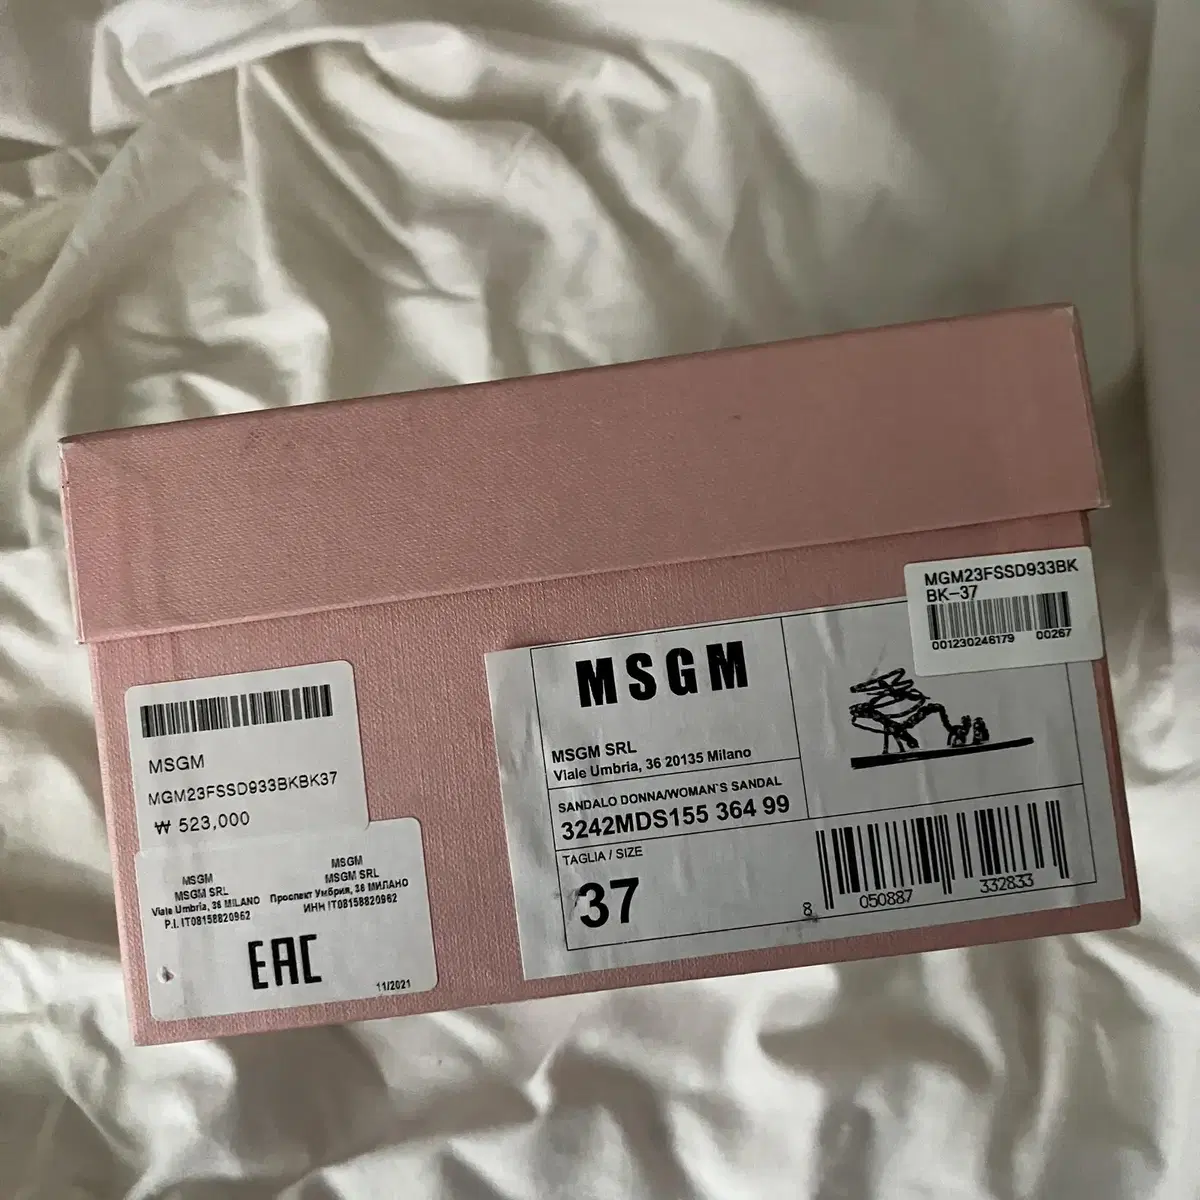 MGM23FSSD933BK
BK-37
001230246179 00267
MSGM
MSGM SRL
Viale Umbria, 36 20135 Milano
SANDALO DONNA/WOMAN`S SANDAL
3242MDS155 364 99
TAGLIA / SIZE
37
8 050887 332833
MSGM
MGM23FSSD933BKBK37
₩ 523,000
MSGM
MSGM SRL
Viale Umbria, 36 MILANO
P.I. IT08158820962
MSGM
MSGM SRL
Проспект Умбрия, 36 МИЛАНО
ИНН IT08158820962
EAC
11/2021